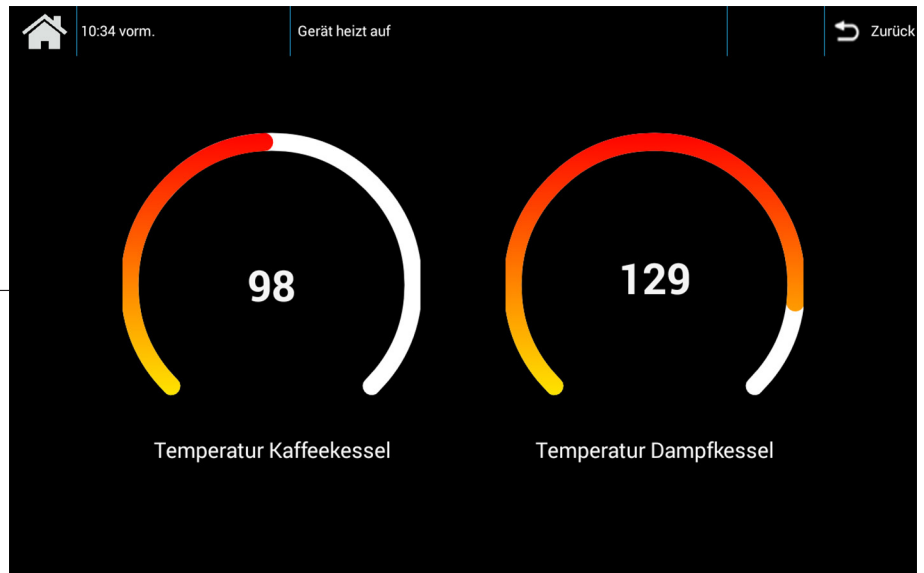 10:34 vorm.
Gerät heizt auf
Zurück
98
129
Temperatur Kaffeekessel
Temperatur Dampfkessel